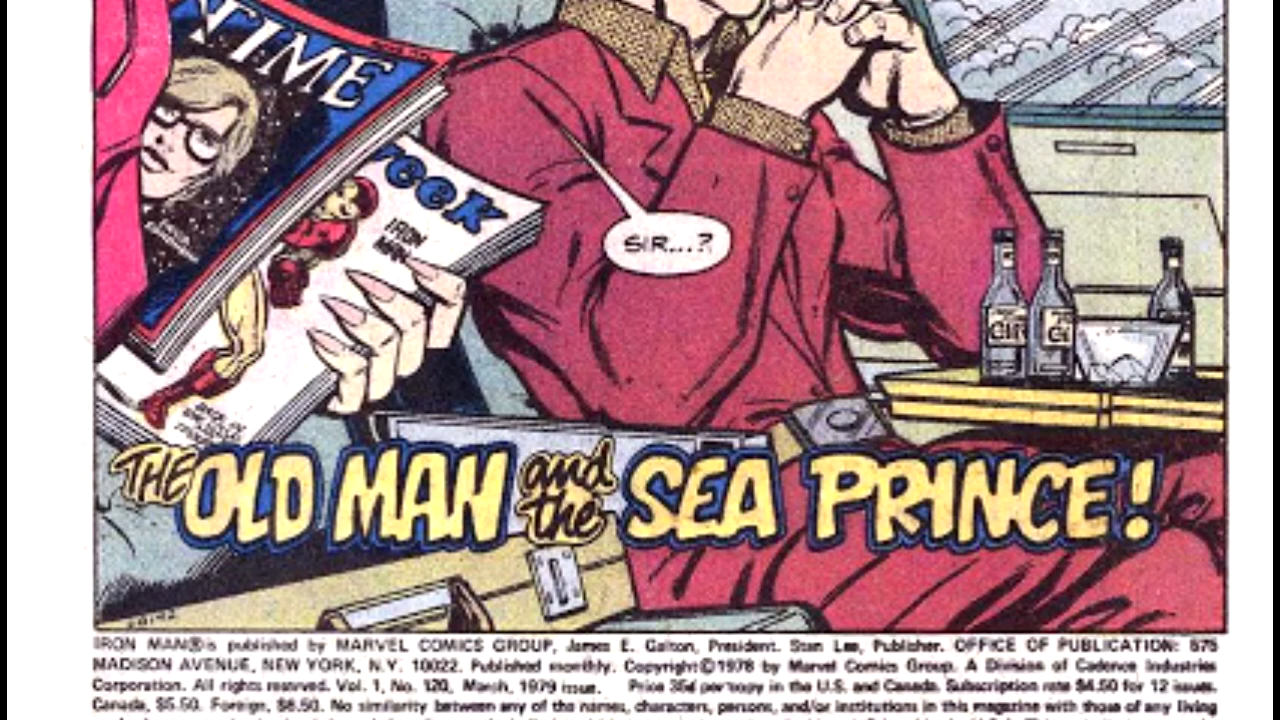 TIME
eek
IRON
MAN
SIR...?
THE OLD MAN and the SEA PRINCE!
IRON MAN® is published by MARVEL COMICS GROUP, James E. Galton, President. Stan Lee, Publisher. OFFICE OF PUBLICATION: 575
MADISON AVENUE, NEW YORK, N.Y. 10022. Published monthly. Copyright © 1978 by Marvel Comics Group, A Division of Cadence Industries
Corporation. All rights reserved. Vol. 1, No. 120, March, 1979 issue. Price 35¢ per copy in the U.S. and Canada. Subscription rate $4.50 for 12 issues.
Canada, $5.50. Foreign, $6.50. No similarity between any of the names, characters, persons, and/or institutions in this magazine with those of any living